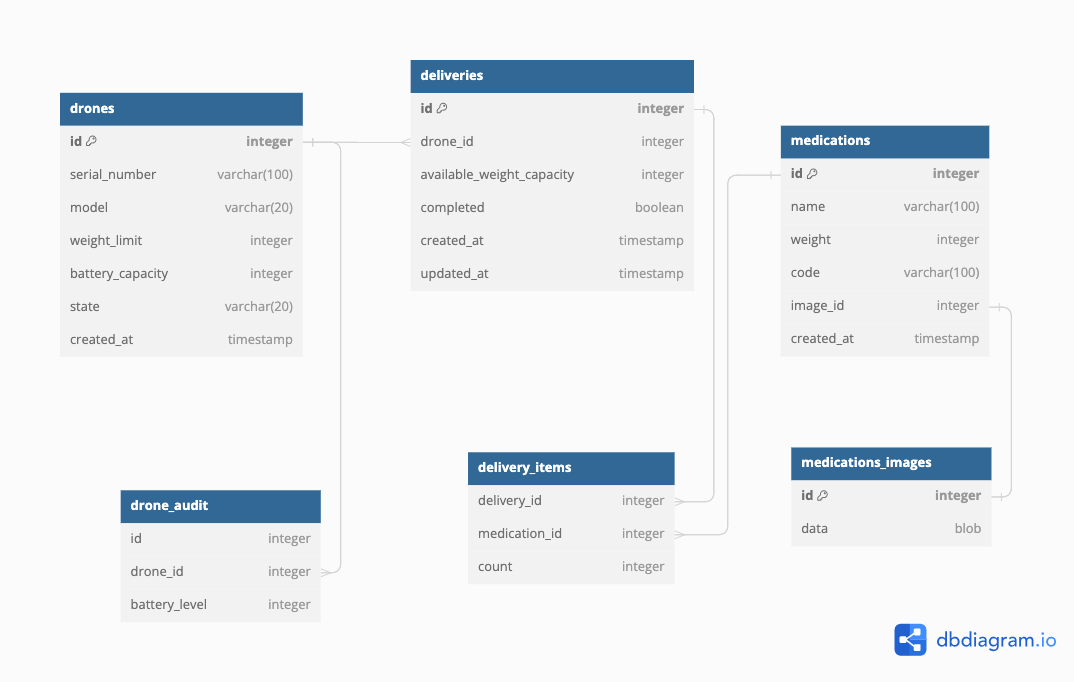 drones
id integer
serial_number varchar(100)
model varchar(20)
weight_limit integer
battery_capacity integer
state varchar(20)
created_at timestamp
deliveries
id integer
drone_id integer
available_weight_capacity integer
completed boolean
created_at timestamp
updated_at timestamp
medications
id integer
name varchar(100)
weight integer
code varchar(100)
image_id integer
created_at timestamp
drone_audit
id integer
drone_id integer
battery_level integer
delivery_items
delivery_id integer
medication_id integer
count integer
medications_images
id integer
data blob
dbdiagram.io